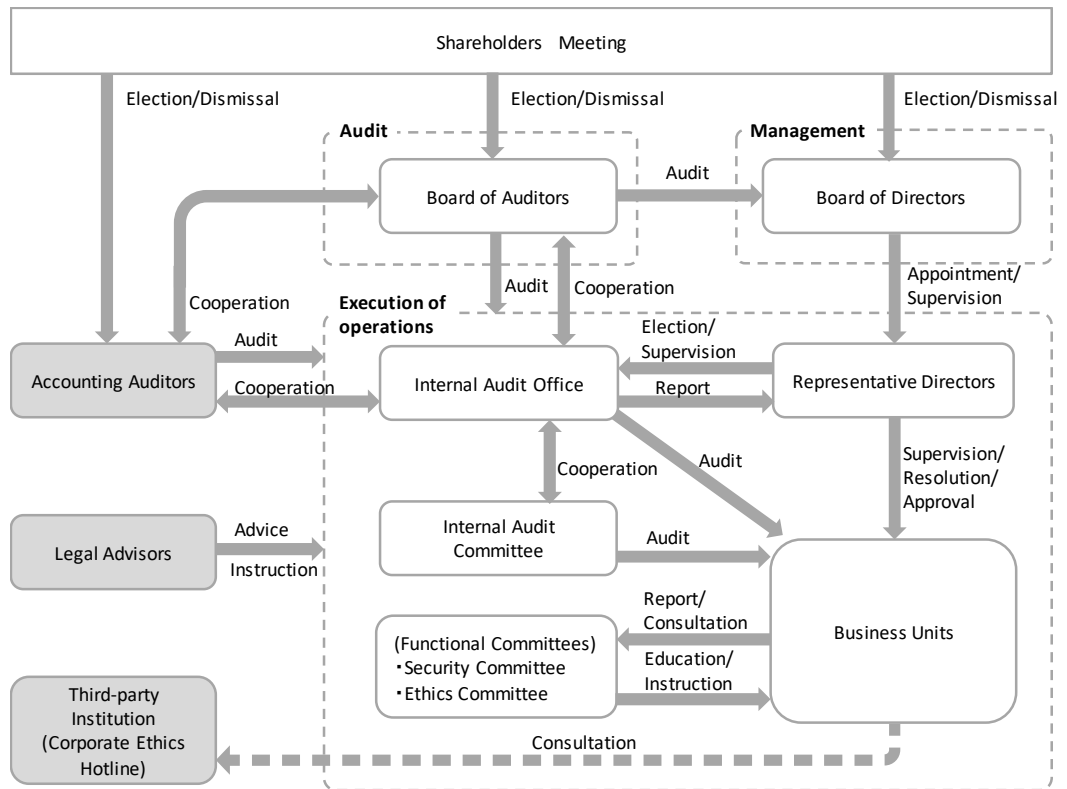 Shareholders Meeting
Election/Dismissal
Election/Dismissal
Election/Dismissal
Audit
Management
Board of Auditors
Audit
Board of Directors
Cooperation
Audit
Cooperation
Appointment/
Supervision
Execution of
operations
Accounting Auditors
Audit
Cooperation
Internal Audit Office
Election/
Supervision
Report
Representative Directors
Cooperation
Audit
Supervision/
Resolution/
Approval
Legal Advisors
Advice
Instruction
Internal Audit
Committee
Audit
Business Units
(Functional Committees)
・Security Committee
・Ethics Committee
Report/
Consultation
Education/
Instruction
Third-party
Institution
(Corporate Ethics
Hotline)
Consultation